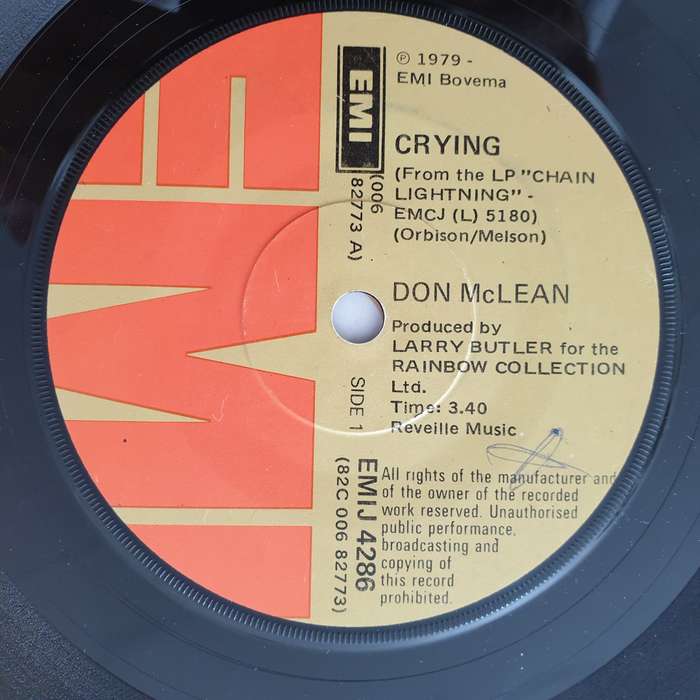 EMI
EMI
℗ 1979 -
EMI Bovema
CRYING
(From the LP "CHAIN
LIGHTNING" -
EMCJ (L) 5180)
(Orbison/Melson)
(006
82773 A)
DON McLEAN
Produced by
LARRY BUTLER for the
RAINBOW COLLECTION
Ltd.
Time: 3.40
Reveille Music
SIDE 1
EMIJ 4286
(82C 006 82773)
All rights of the manufacturer and
of the owner of the recorded
work reserved. Unauthorised
public performance,
broadcasting and
copying of
this record
prohibited.